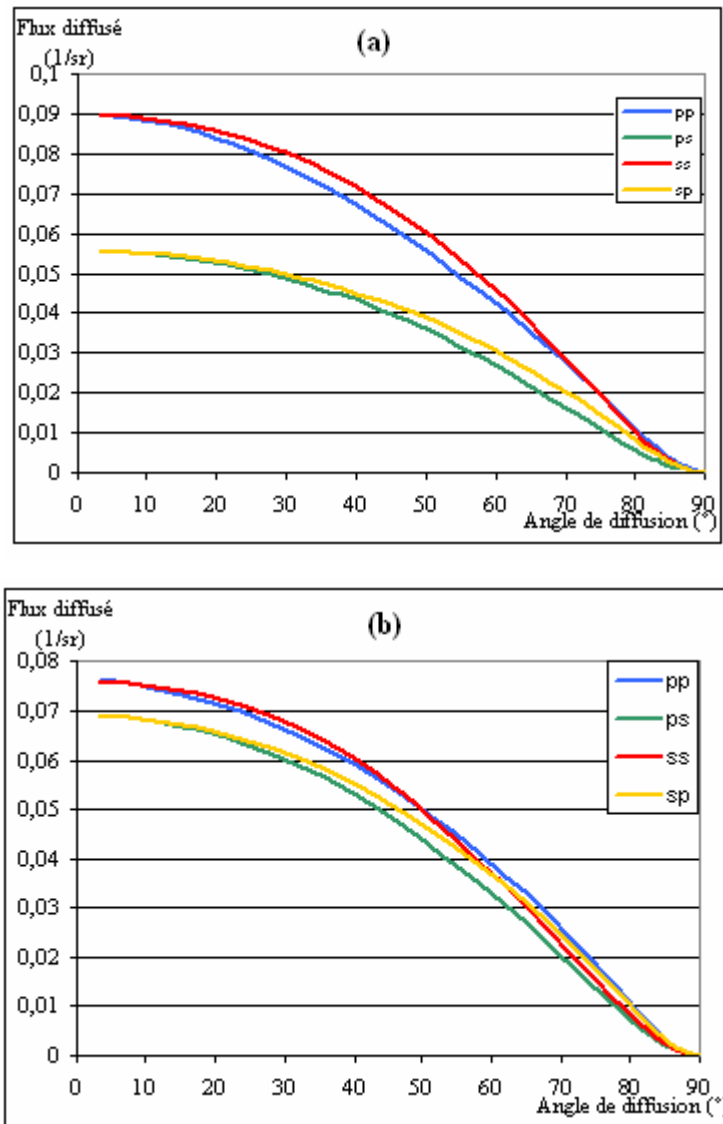 Flux diffusé
(1/sr)
(a)
0,1
0,09
0,08
0,07
0,06
0,05
0,04
0,03
0,02
0,01
0
pp
ps
ss
sp
0 10 20 30 40 50 60 70 80 90
Angle de diffusion (°)
Flux diffusé
(1/sr)
(b)
0,08
0,07
0,06
0,05
0,04
0,03
0,02
0,01
0
pp
ps
ss
sp
0 10 20 30 40 50 60 70 80 90
Angle de diffusion (°)